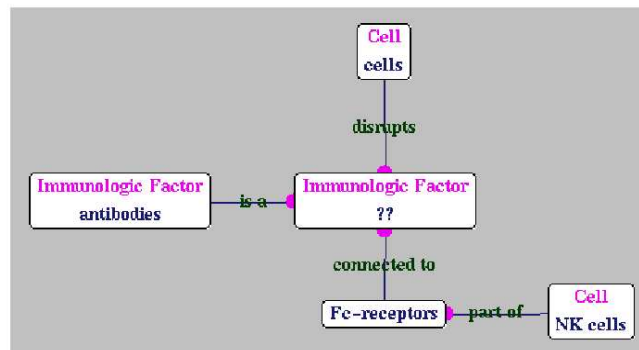 Cell
cells
disrupts
Immunologic Factor
antibodies
is a
Immunologic Factor
??
connected to
Fc-receptors
part of
Cell
NK cells